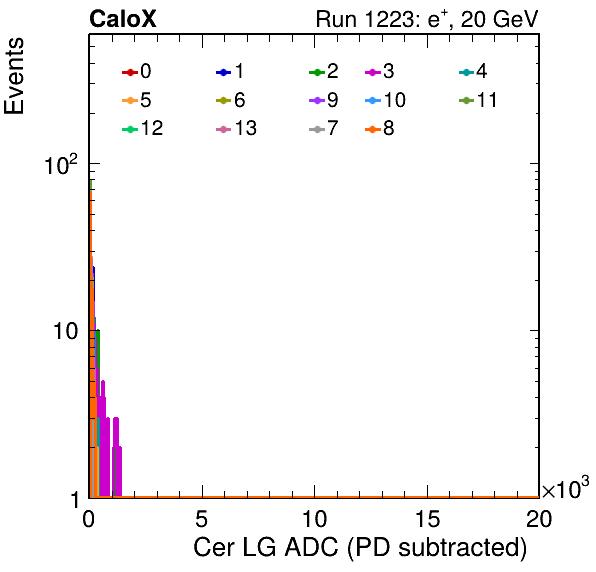 CaloX Run 1223: e⁺, 20 GeV
Events
0 1 2 3 4
5 6 9 10 11
12 13 7 8
10²
10
1
0 5 10 15 20
×10³
Cer LG ADC (PD subtracted)